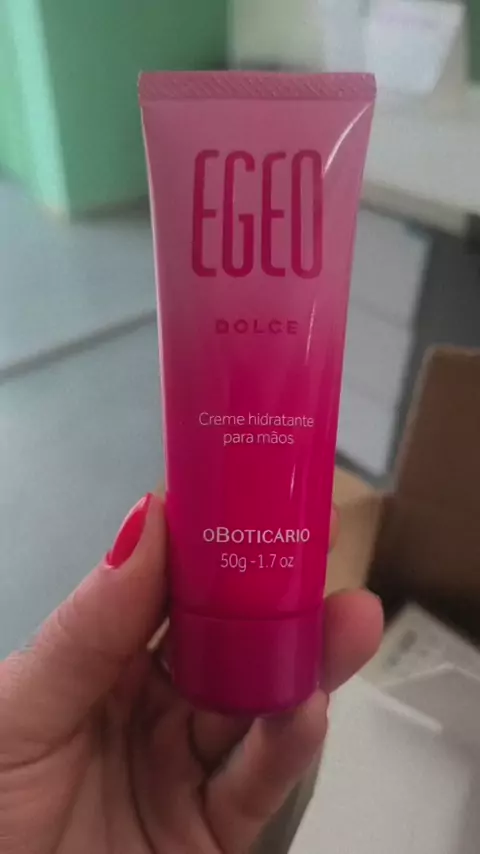 EGEO
DOLCE
Creme hidratante
para mãos
oBOTICÁRIO
50g - 1.7 oz